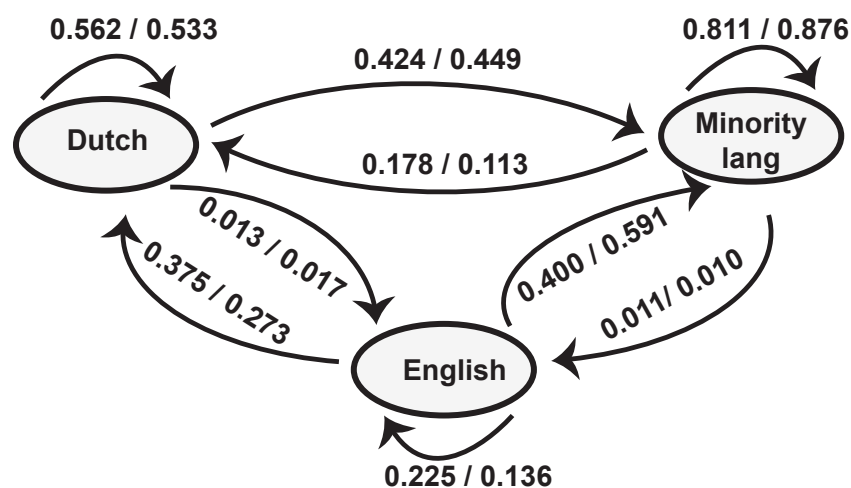 0.562 / 0.533
0.811 / 0.876
0.424 / 0.449
Dutch
Minority
lang
0.178 / 0.113
0.013 / 0.017
0.375 / 0.273
0.400 / 0.591
0.011/ 0.010
English
0.225 / 0.136